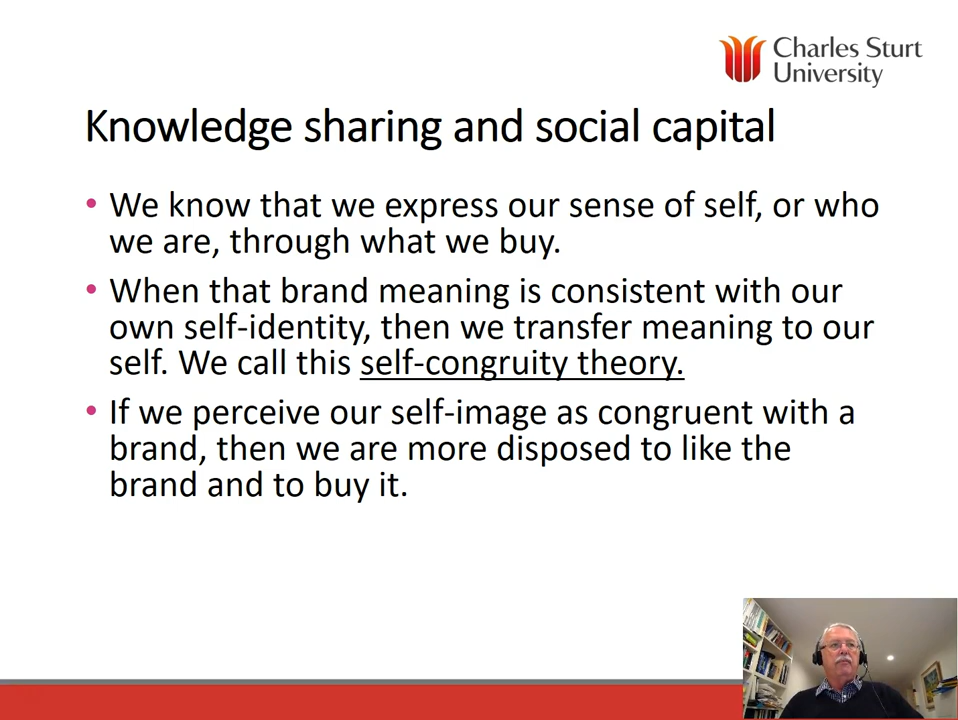 Charles Sturt
University
Knowledge sharing and social capital
• We know that we express our sense of self, or who
we are, through what we buy.
• When that brand meaning is consistent with our
own self-identity, then we transfer meaning to our
self. We call this self-congruity theory.
• If we perceive our self-image as congruent with a
brand, then we are more disposed to like the
brand and to buy it.